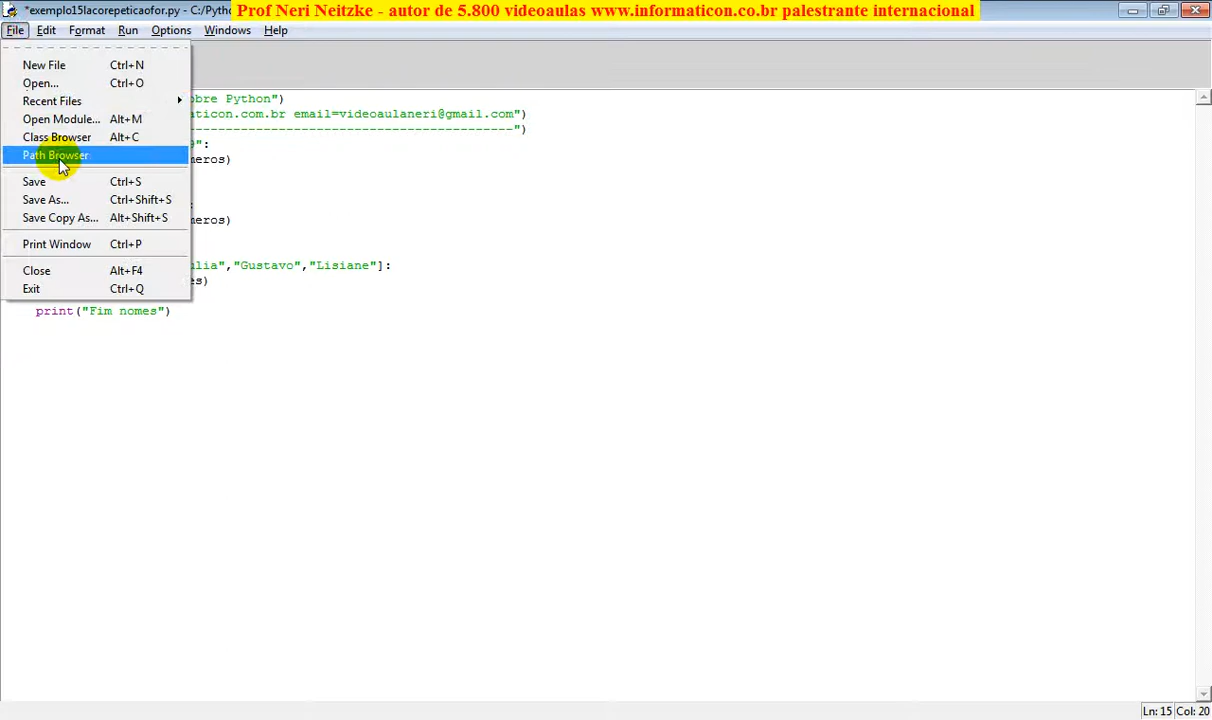 *exemplo15lacorepeticaofor.py - C:/Pytho
Prof Neri Neitzke - autor de 5.800 videoaulas www.informaticon.co.br palestrante internacional
File Edit Format Run Options Windows Help
New File Ctrl+N
Open... Ctrl+O
Recent Files
Open Module... Alt+M
Class Browser Alt+C
Path Browser
Save Ctrl+S
Save As... Ctrl+Shift+S
Save Copy As... Alt+Shift+S
Print Window Ctrl+P
Close Alt+F4
Exit Ctrl+Q
bre Python")
aticon.com.br email=videoaulaneri@gmail.com")
------------------------------------------")
":
eros)
:
eros)
lia","Gustavo","Lisiane"]:
s)
print("Fim nomes")
Ln: 15 Col: 20